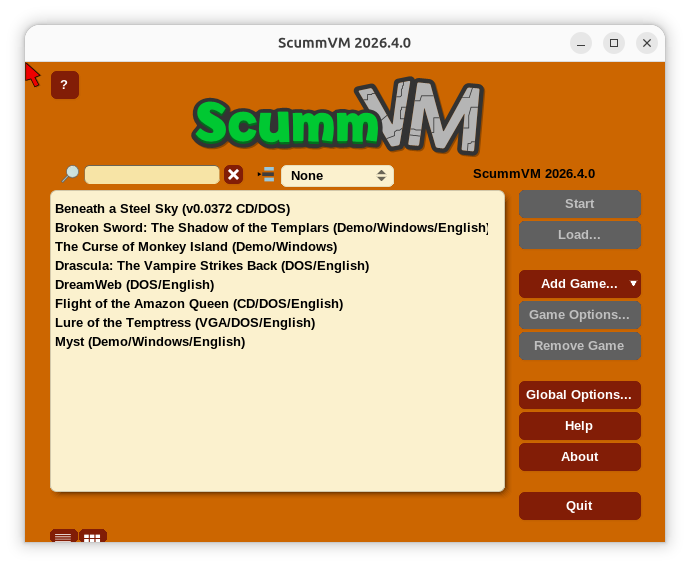 ScummVM 2026.4.0
?
ScummVM
None
ScummVM 2026.4.0
Beneath a Steel Sky (v0.0372 CD/DOS)
Broken Sword: The Shadow of the Templars (Demo/Windows/English)
The Curse of Monkey Island (Demo/Windows)
Drascula: The Vampire Strikes Back (DOS/English)
DreamWeb (DOS/English)
Flight of the Amazon Queen (CD/DOS/English)
Lure of the Temptress (VGA/DOS/English)
Myst (Demo/Windows/English)
Start
Load...
Add Game...
Game Options...
Remove Game
Global Options...
Help
About
Quit